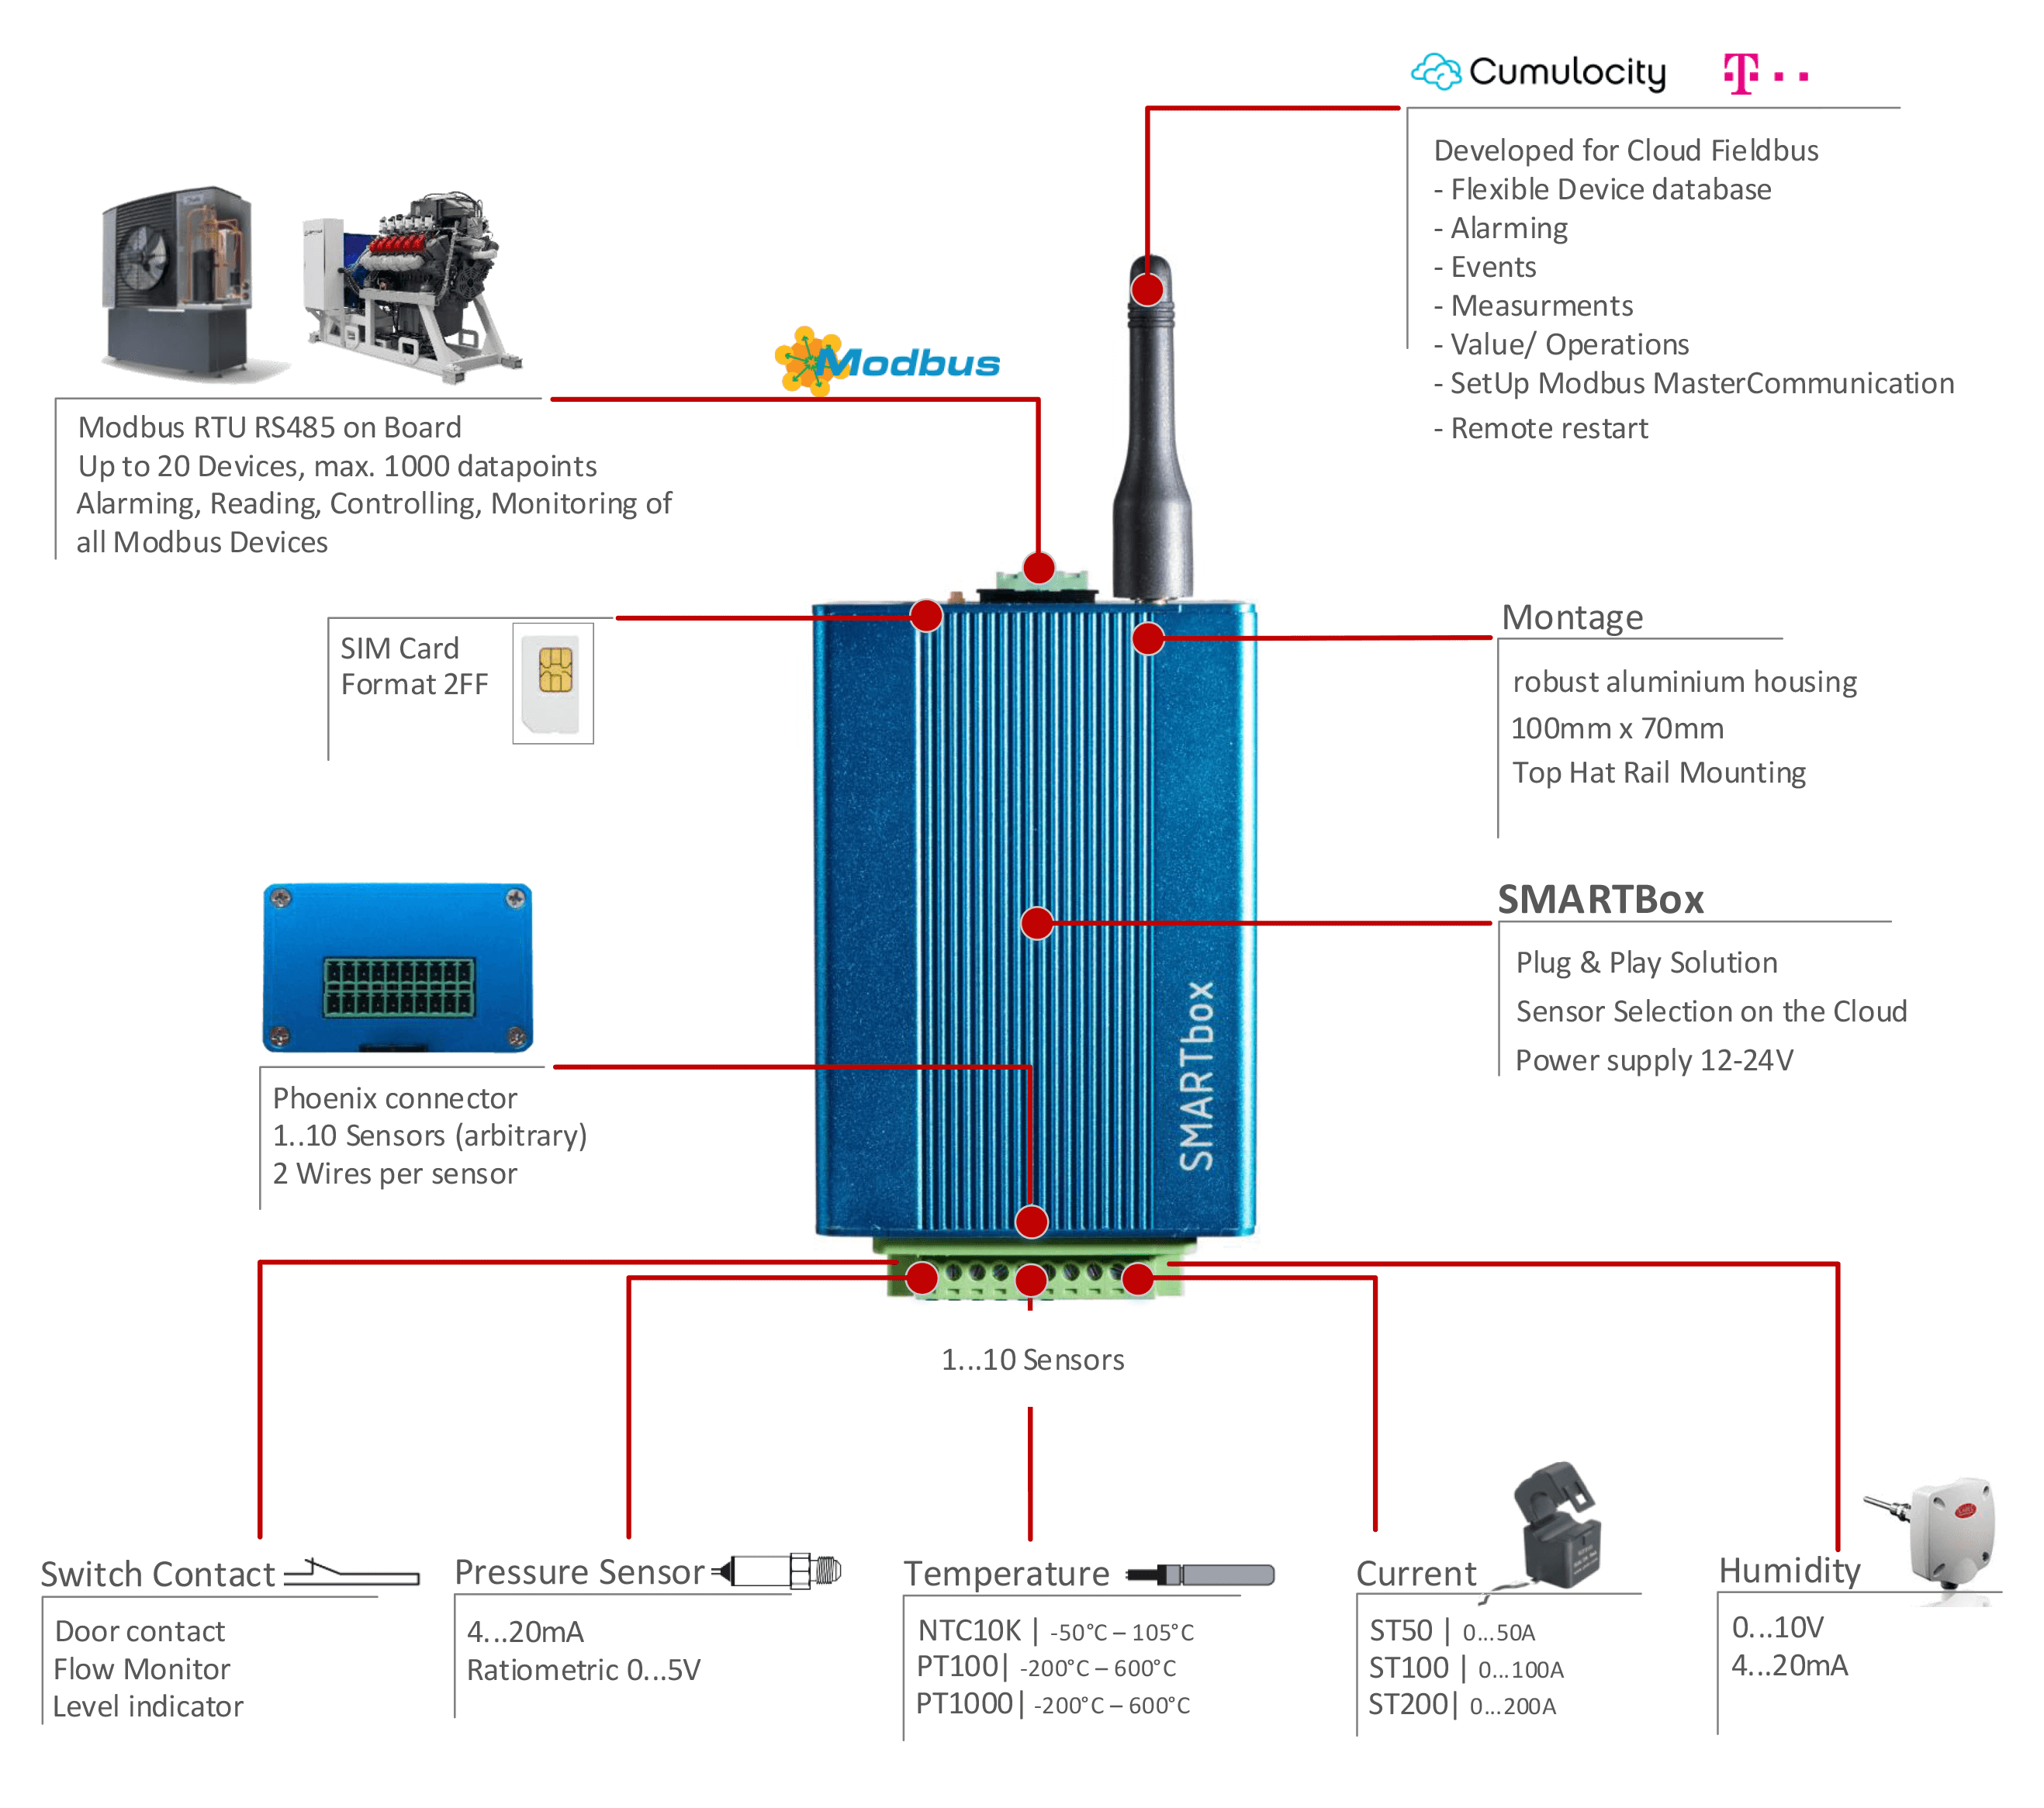 Cumulocity T
Developed for Cloud Fieldbus
- Flexible Device database
- Alarming
- Events
- Measurments
- Value/ Operations
- SetUp Modbus MasterCommunication
- Remote restart
Modbus
Modbus RTU RS485 on Board
Up to 20 Devices, max. 1000 datapoints
Alarming, Reading, Controlling, Monitoring of
all Modbus Devices
SIM Card
Format 2FF
Montage
robust aluminium housing
100mm x 70mm
Top Hat Rail Mounting
SMARTBox
Plug & Play Solution
Sensor Selection on the Cloud
Power supply 12-24V
SMARTbox
Phoenix connector
1..10 Sensors (arbitrary)
2 Wires per sensor
1...10 Sensors
Switch Contact
Door contact
Flow Monitor
Level indicator
Pressure Sensor
4...20mA
Ratiometric 0...5V
Temperature
NTC10K | -50°C – 105°C
PT100| -200°C – 600°C
PT1000| -200°C – 600°C
Current
ST50 | 0...50A
ST100 | 0...100A
ST200| 0...200A
Humidity
0...10V
4...20mA